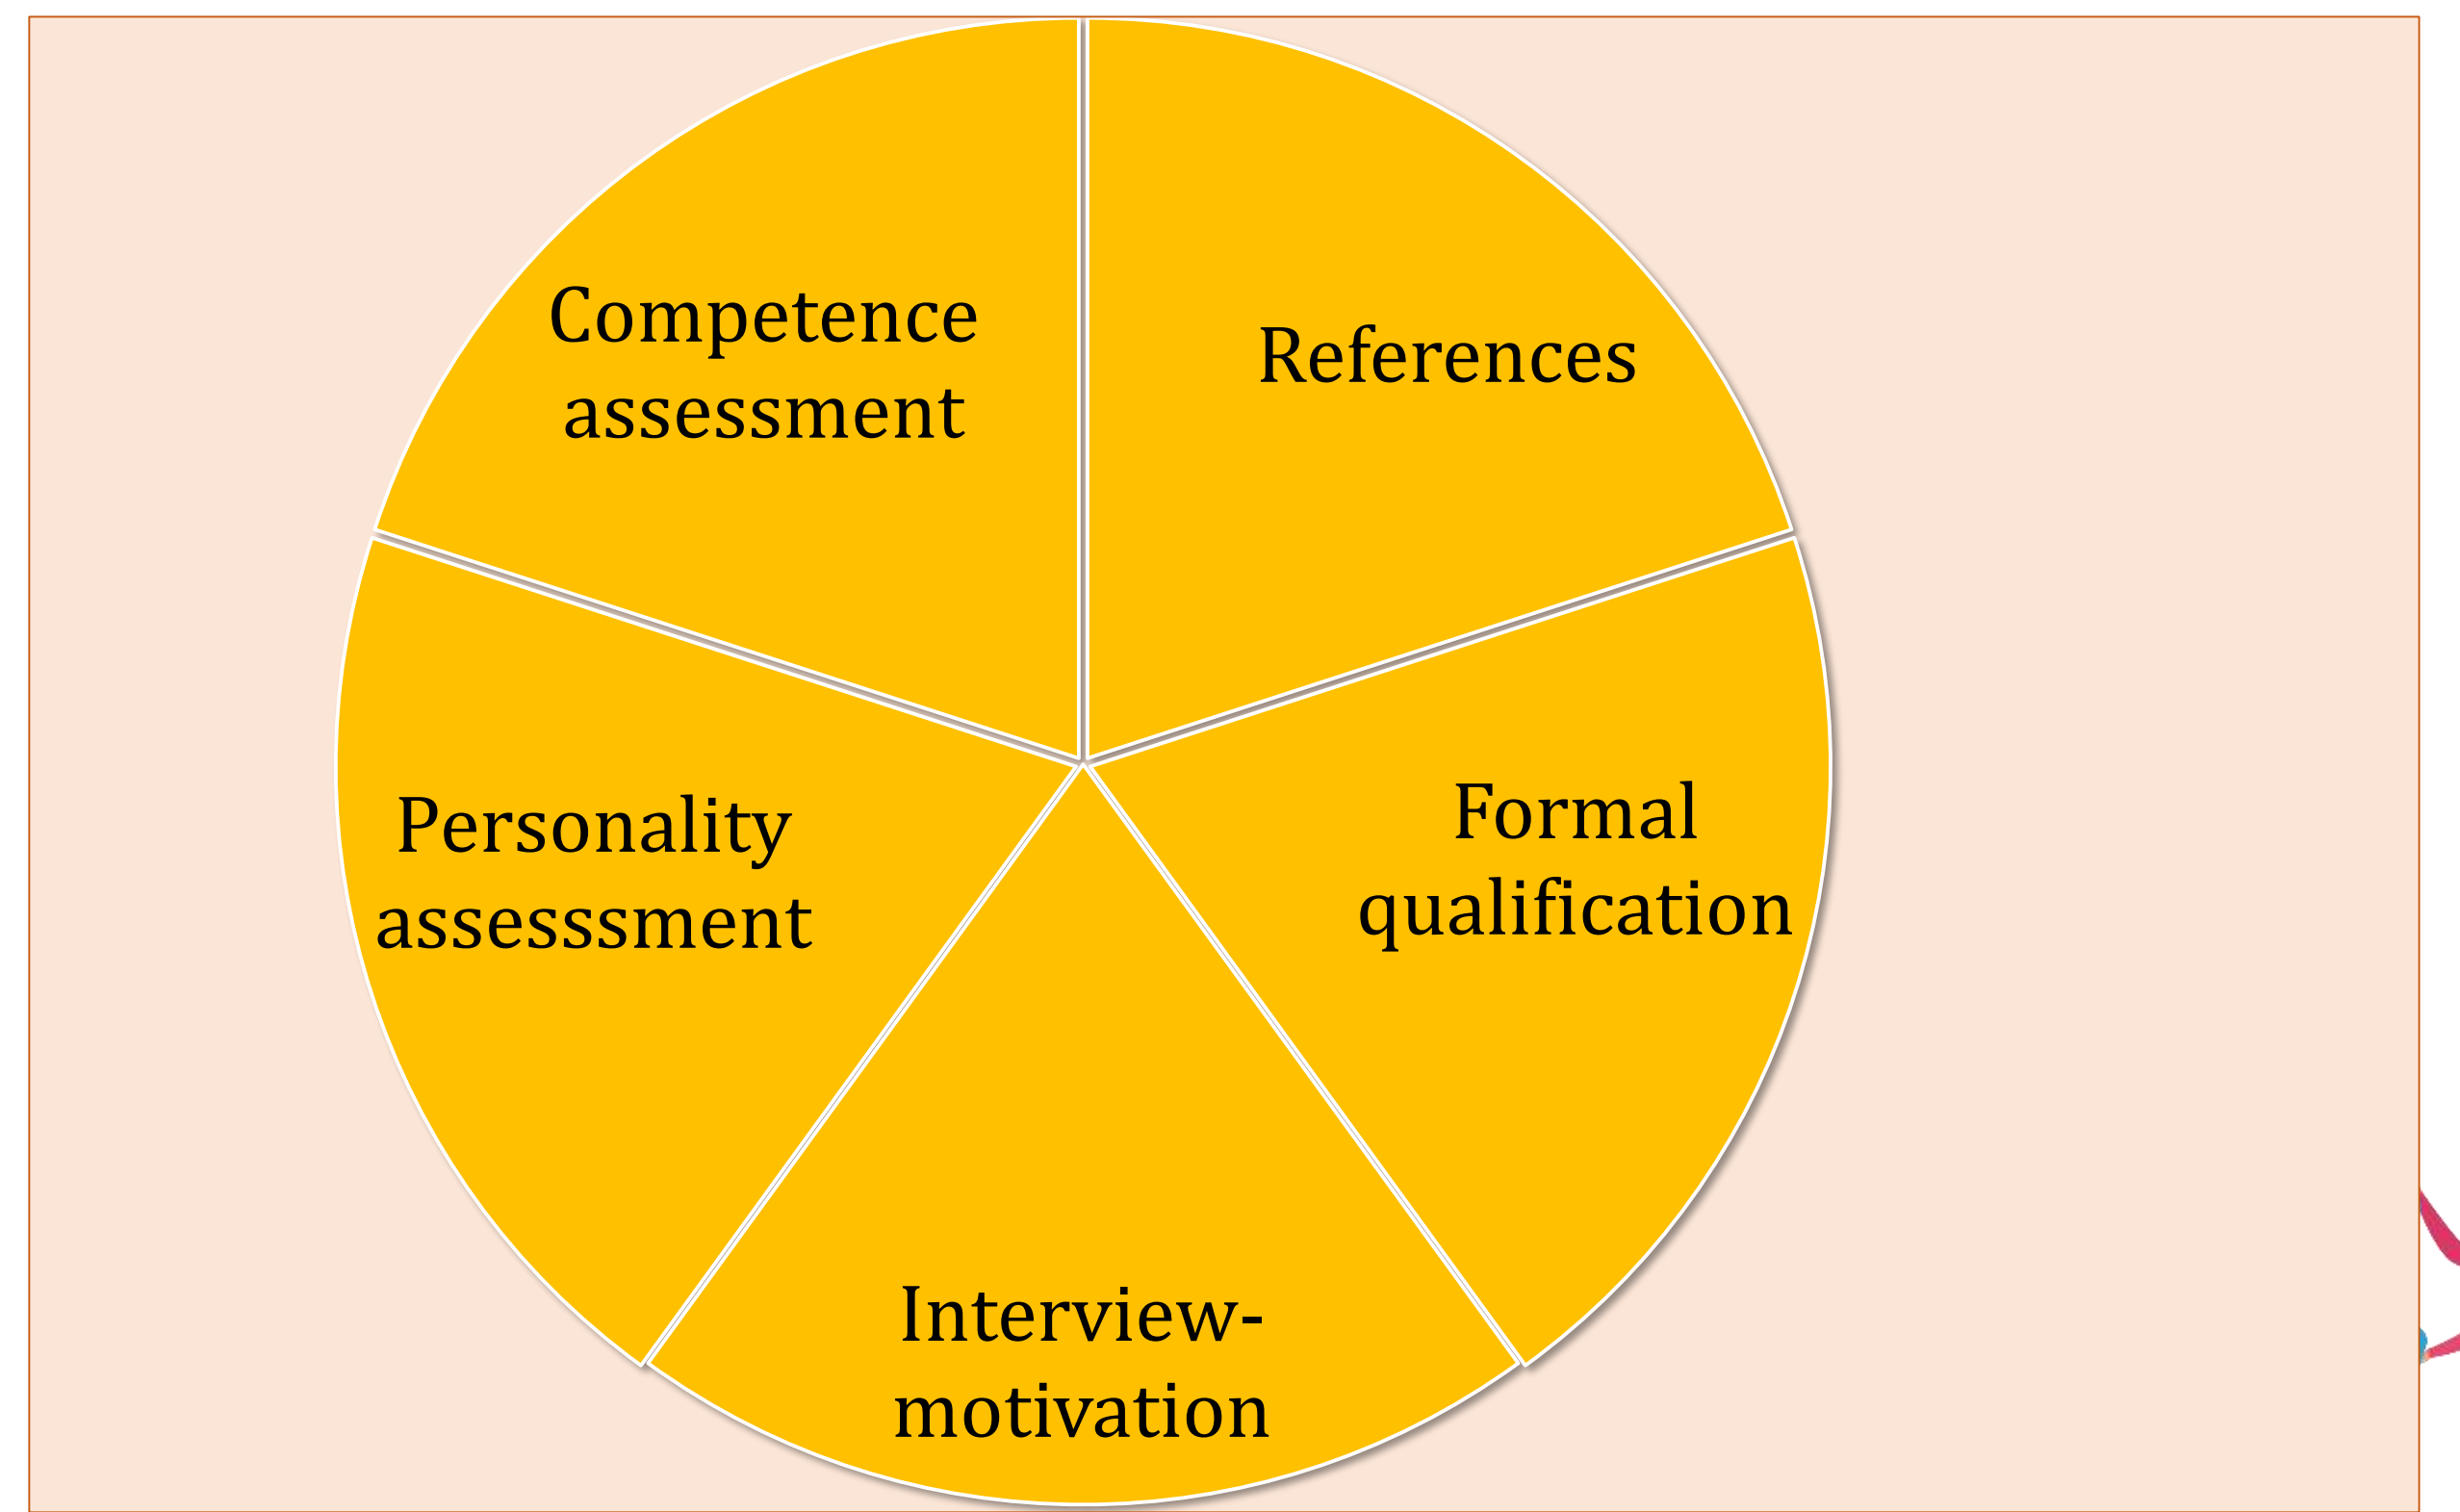 Competence
assessment
References
Personality
assesssment
Formal
qualification
Interview-
motivation